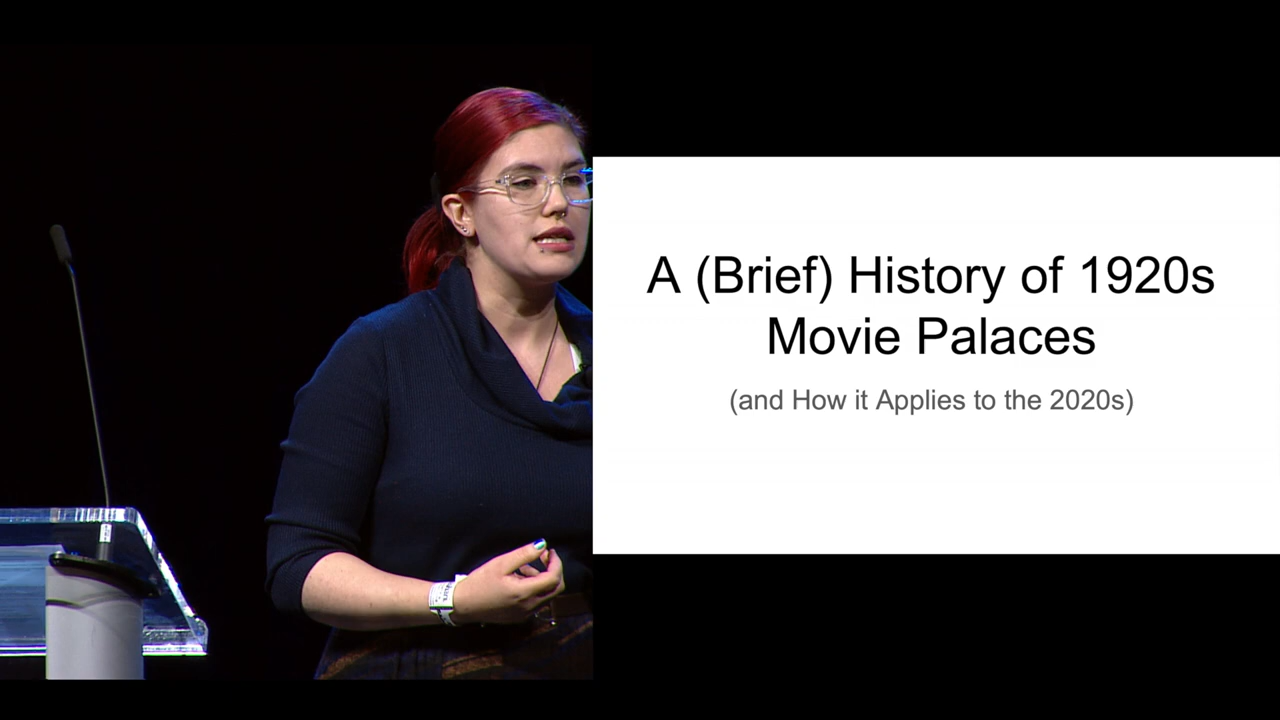 A (Brief) History of 1920s
Movie Palaces
(and How it Applies to the 2020s)